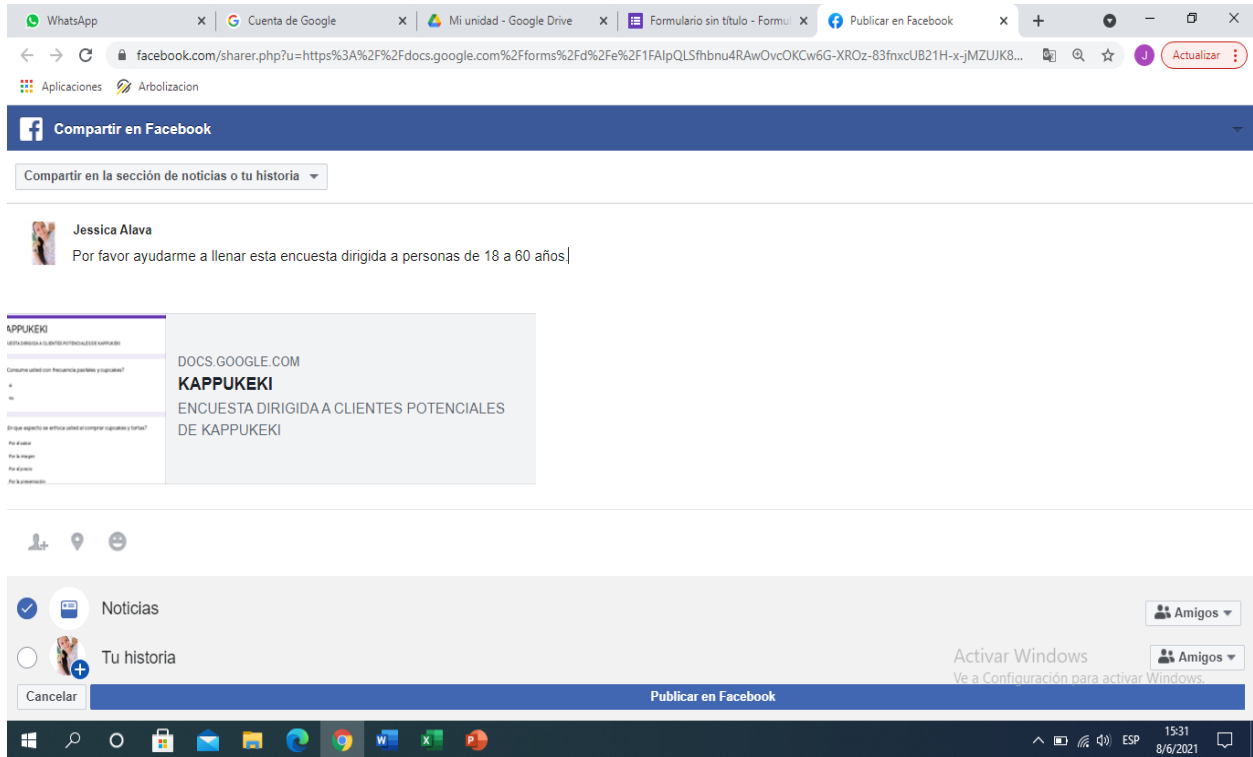 WhatsApp
Cuenta de Google
Mi unidad - Google Drive
Formulario sin título - Formul
Publicar en Facebook
facebook.com/sharer.php?u=https%3A%2F%2Fdocs.google.com%2Fforms%2Fd%2Fe%2F1FAIpQLSfhbnu4RAwOvcOKCw6G-XROz-83fnxcUB21H-x-jMZUJK8...
J
Actualizar
Aplicaciones
Arbolizacion
Compartir en Facebook
Compartir en la sección de noticias o tu historia
Jessica Alava
Por favor ayudarme a llenar esta encuesta dirigida a personas de 18 a 60 años.
APPUKEKI
UESTA DIRIGIDA A CLIENTES POTENCIALES DE KAPPUKEKI
Consume usted con frecuencia pasteles y cupcakes?
En que aspecto se enfoca usted al comprar cupcakes y tortas?
Por el sabor
Por la imagen
Por el precio
Por la presentación
DOCS.GOOGLE.COM
KAPPUKEKI
ENCUESTA DIRIGIDA A CLIENTES POTENCIALES
DE KAPPUKEKI
Noticias
Amigos
Tu historia
Amigos
Activar Windows
Ve a Configuración para activar Windows.
Cancelar
Publicar en Facebook
ESP
15:31
8/6/2021